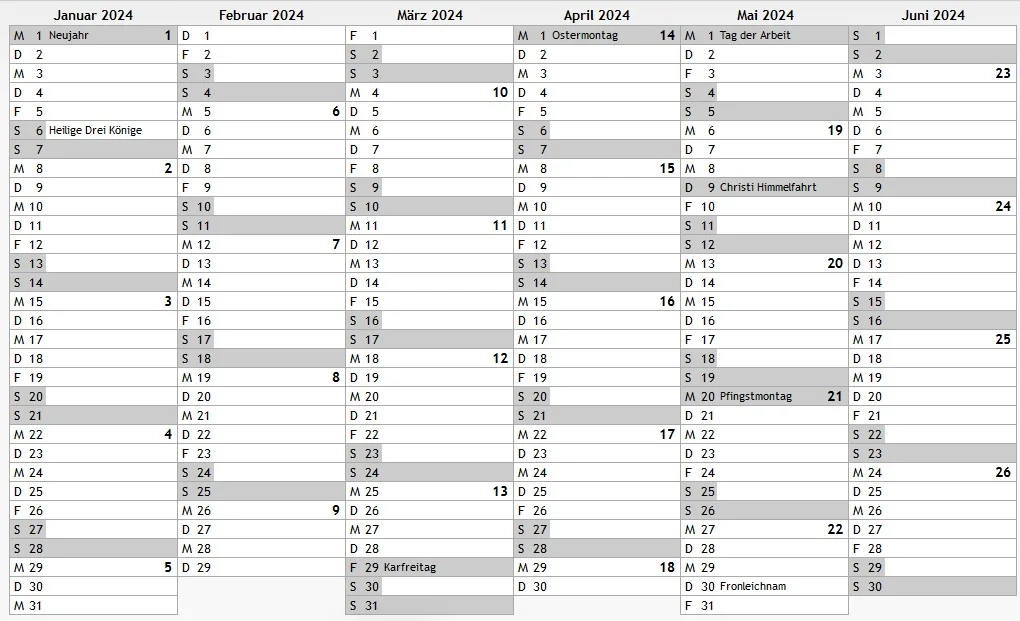 Januar 2024
M 1 Neujahr 1
D 2
M 3
D 4
F 5
S 6 Heilige Drei Könige
S 7
M 8 2
D 9
M 10
D 11
F 12
S 13
S 14
M 15 3
D 16
M 17
D 18
F 19
S 20
S 21
M 22 4
D 23
M 24
D 25
F 26
S 27
S 28
M 29 5
D 30
M 31
Februar 2024
D 1
F 2
S 3
S 4
M 5 6
D 6
M 7
D 8
F 9
S 10
S 11
M 12 7
D 13
M 14
D 15
F 16
S 17
S 18
M 19 8
D 20
M 21
D 22
F 23
S 24
S 25
M 26 9
D 27
M 28
D 29
März 2024
F 1
S 2
S 3
M 4 10
D 5
M 6
D 7
F 8
S 9
S 10
M 11 11
D 12
M 13
D 14
F 15
S 16
S 17
M 18 12
D 19
M 20
D 21
F 22
S 23
S 24
M 25 13
D 26
M 27
D 28
F 29 Karfreitag
S 30
S 31
April 2024
M 1 Ostermontag 14
D 2
M 3
D 4
F 5
S 6
S 7
M 8 15
D 9
M 10
D 11
F 12
S 13
S 14
M 15 16
D 16
M 17
D 18
F 19
S 20
S 21
M 22 17
D 23
M 24
D 25
F 26
S 27
S 28
M 29 18
D 30
Mai 2024
M 1 Tag der Arbeit
D 2
F 3
S 4
S 5
M 6 19
D 7
M 8
D 9 Christi Himmelfahrt
F 10
S 11
S 12
M 13 20
D 14
M 15
D 16
F 17
S 18
S 19
M 20 Pfingstmontag 21
D 21
M 22
D 23
F 24
S 25
S 26
M 27 22
D 28
M 29
D 30 Fronleichnam
F 31
Juni 2024
S 1
S 2
M 3 23
D 4
M 5
D 6
F 7
S 8
S 9
M 10 24
D 11
M 12
D 13
F 14
S 15
S 16
M 17 25
D 18
M 19
D 20
F 21
S 22
S 23
M 24 26
D 25
M 26
D 27
F 28
S 29
S 30